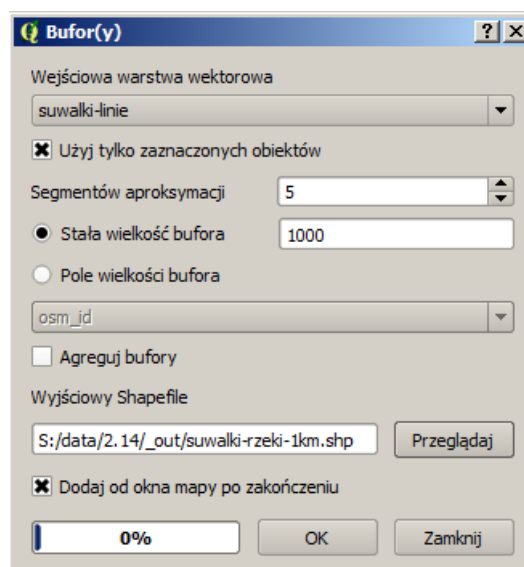 Bufor(y)
Wejściowa warstwa wektorowa
suwalki-linie
Użyj tylko zaznaczonych obiektów
Segmentów aproksymacji 5
Stała wielkość bufora 1000
Pole wielkości bufora
osm_id
Agreguj bufory
Wyjściowy Shapefile
S:/data/2.14/_out/suwalki-rzeki-1km.shp Przeglądaj
Dodaj od okna mapy po zakończeniu
0% OK Zamknij